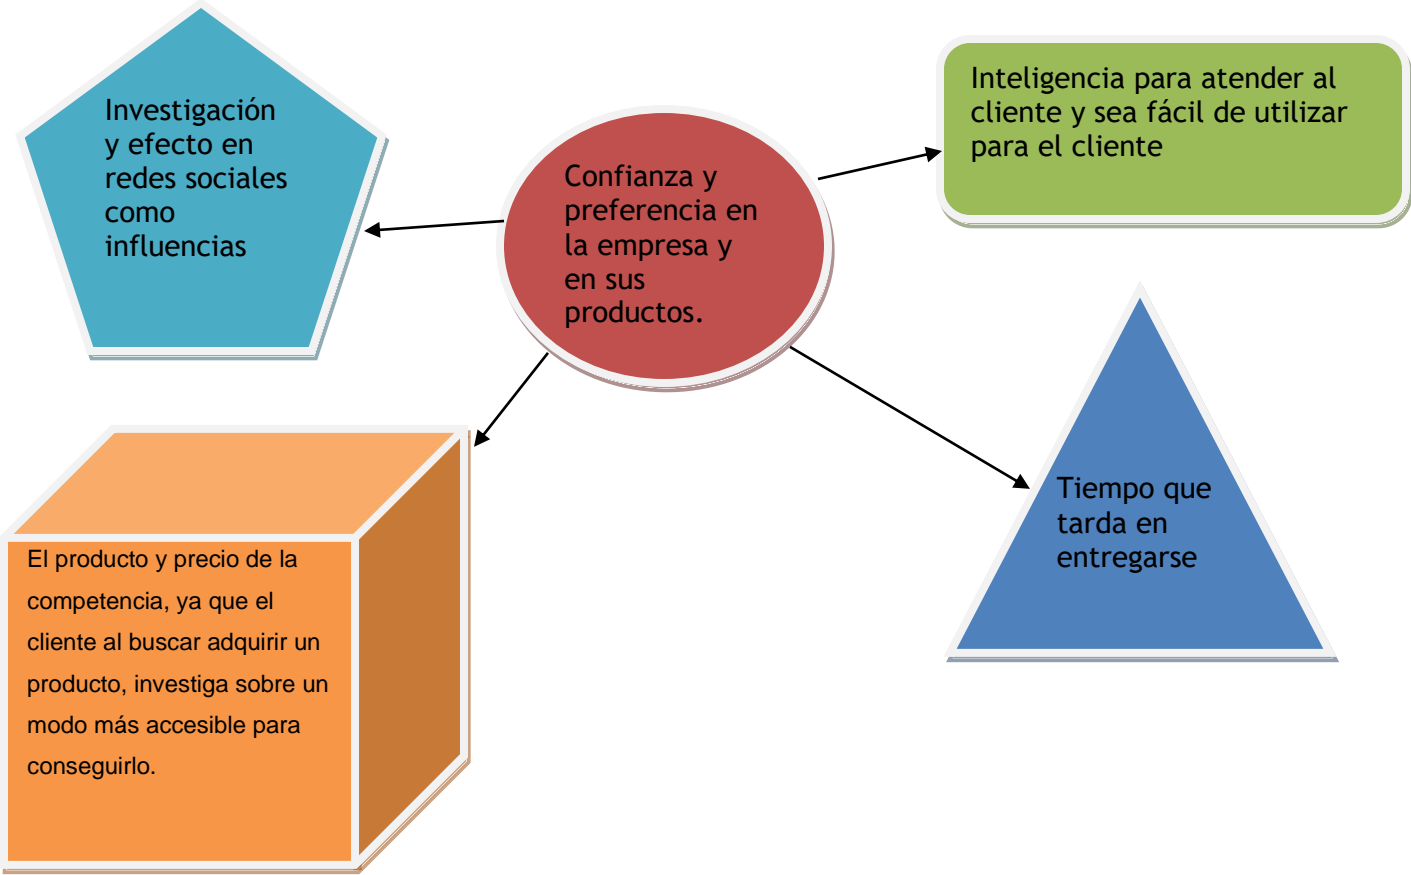 Investigación
y efecto en
redes sociales
como
influencias
Confianza y
preferencia en
la empresa y
en sus
productos.
Inteligencia para atender al
cliente y sea fácil de utilizar
para el cliente
El producto y precio de la
competencia, ya que el
cliente al buscar adquirir un
producto, investiga sobre un
modo más accesible para
conseguirlo.
Tiempo que
tarda en
entregarse